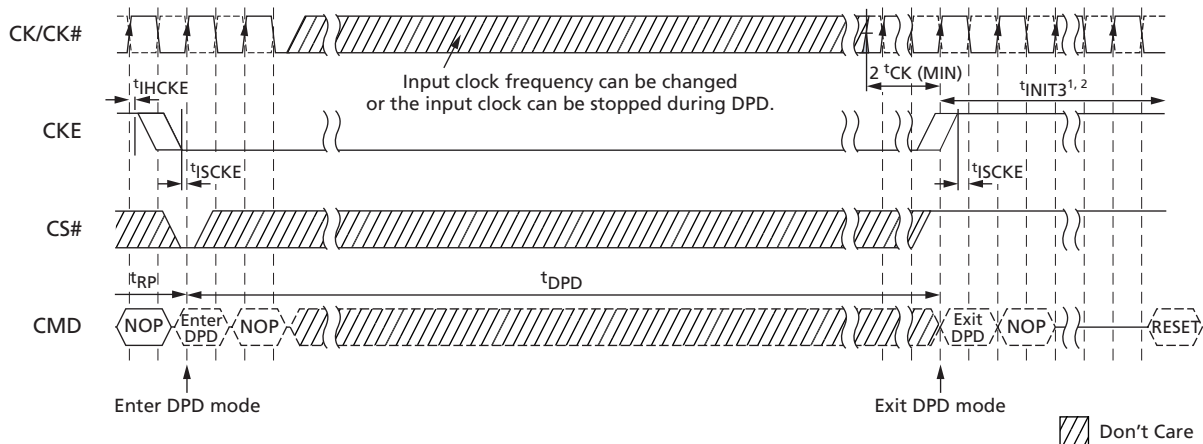 CK/CK#
Input clock frequency can be changed
or the input clock can be stopped during DPD.
2 tCK (MIN)
tIHCKE
tINIT31, 2
CKE
tISCKE
tISCKE
CS#
tRP
tDPD
CMD
NOP
Enter
DPD
NOP
Exit
DPD
NOP
RESET
Enter DPD mode
Exit DPD mode
Don't Care